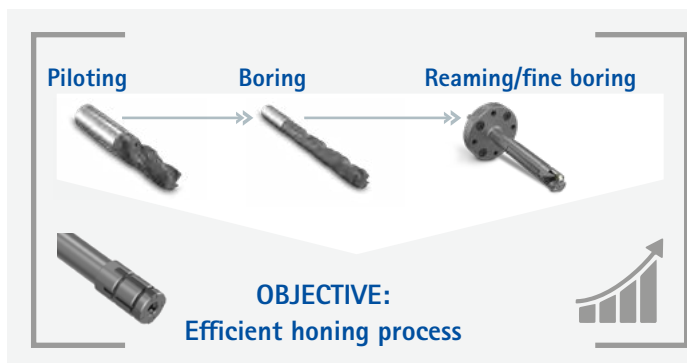 Piloting
Boring
Reaming/fine boring
OBJECTIVE:
Efficient honing process